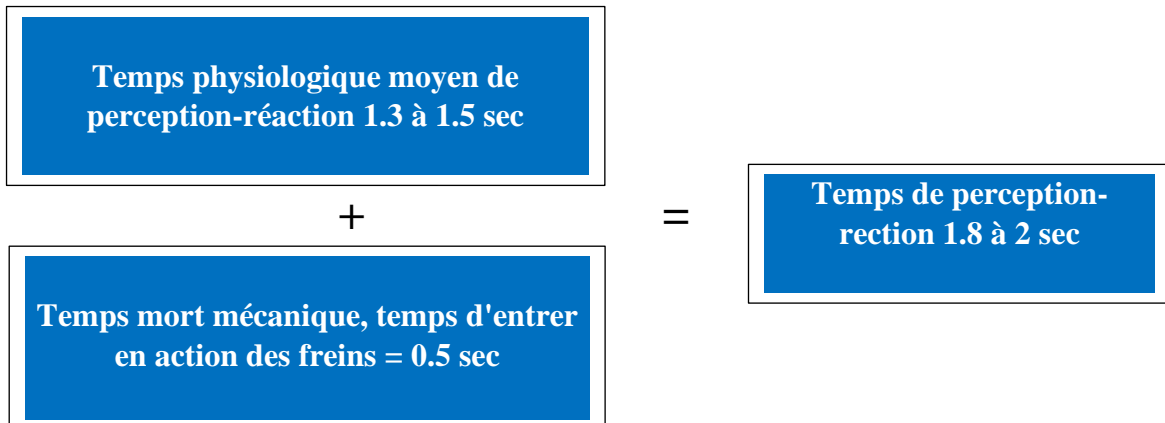 Temps physiologique moyen de
perception-réaction 1.3 à 1.5 sec
+
=
Temps de perception-
rection 1.8 à 2 sec
Temps mort mécanique, temps d'entrer
en action des freins = 0.5 sec